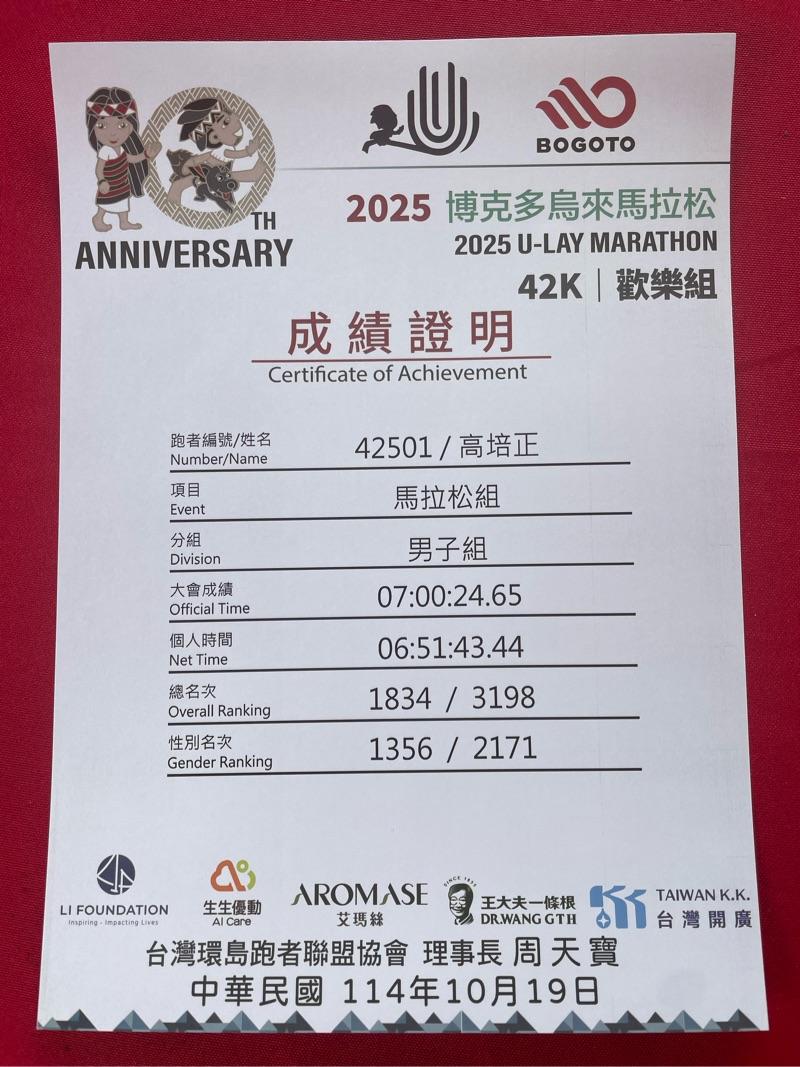 TH
ANNIVERSARY
BOGOTO
2025 博克多烏來馬拉松
2025 U-LAY MARATHON
42K｜歡樂組
成績證明
Certificate of Achievement
跑者編號/姓名
Number/Name
42501 / 高培正
項目
Event
馬拉松組
分組
Division
男子組
大會成績
Official Time
07:00:24.65
個人時間
Net Time
06:51:43.44
總名次
Overall Ranking
1834 / 3198
性別名次
Gender Ranking
1356 / 2171
LI FOUNDATION
Inspiring - Impacting Lives
生生優動
AI Care
AROMASE
艾瑪絲
SINCE 1872
王大夫一條根
DR.WANG GTH
TAIWAN K.K.
台灣開廣
台灣環島跑者聯盟協會 理事長 周天寶
中華民國 114年10月19日